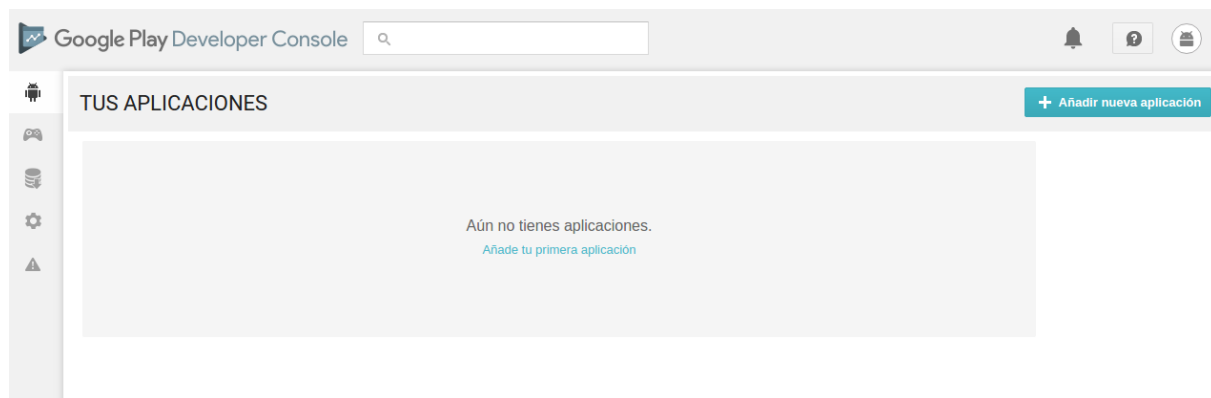 Google Play Developer Console
TUS APLICACIONES
Añadir nueva aplicación
Aún no tienes aplicaciones.
Añade tu primera aplicación